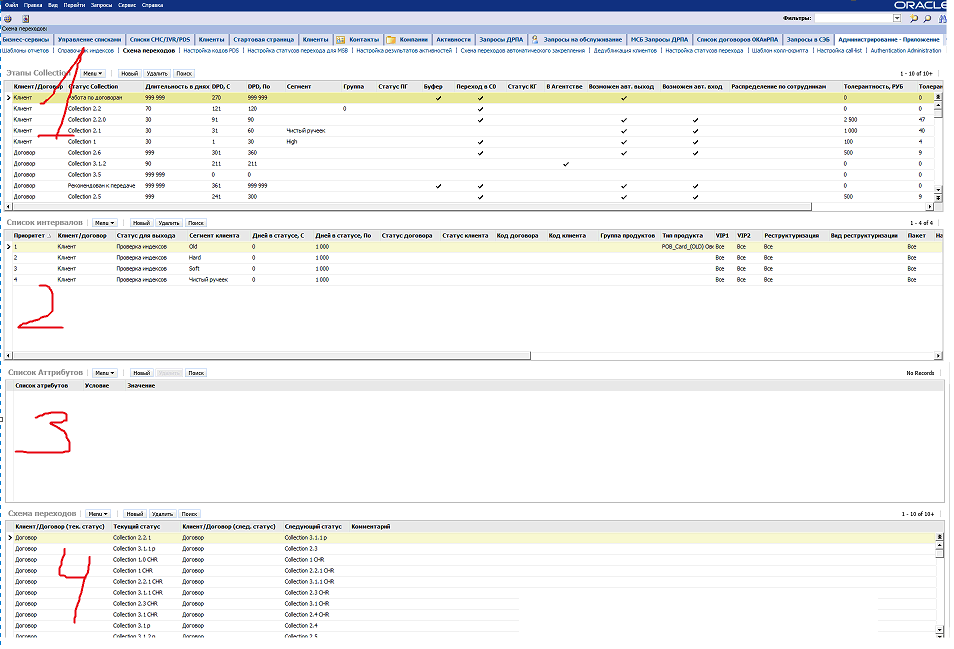 Файл Правка Вид Перейти Запросы Сервис Справка
ORACLE
Фильтры:
Схема переходов:
Бизнес-сервисы Управление списками Списки СМС/IVR/PDS Клиенты Стартовая страница Клиенты Контакты Компании Активности Запросы ДРПА Запросы на обслуживание МСБ Запросы ДРПА Список договоров ОКАиРПА Запросы в СЭБ Администрирование - Приложение
Шаблоны отчетов Справочник индексов Схема переходов Настройка кодов PDS Настройка статусов перехода для MSB Настройка результатов активностей Схема переходов автоматического закрепления Дедубликация клиентов Настройка статусов перехода Шаблон колл-скрипта Настройка call-list Authentication Administration
Этапы Collection Menu Новый Удалить Поиск 1 - 10 of 10+
Клиент/Договор Статус Collection Длительность в днях DPD, С DPD, По Сегмент Группа Статус ПГ Буфер Переход в СО Статус КГ В Агентстве Возможен авт. выход Возможен авт. вход Распределение по сотрудникам Толерантность, РУБ Толеран
Клиент Работа по договорам 999 999 270 999 999 0 0
Клиент Collection 2.2 70 121 120 0 0 0
Клиент Collection 2.2.0 30 91 90 2 500 47
Клиент Collection 2.1 30 31 60 Чистый ручеек 1 000 40
Клиент Collection 1 30 1 30 High 100 4
Договор Collection 2.6 999 301 360 500 9
Договор Collection 3.1.2 90 211 211 0 0
Договор Collection 3.5 999 999 0 0 0 0
Договор Рекомендован к передаче 999 999 361 999 999 0 0
Договор Collection 2.5 999 241 300 500 9
1
Список интервалов Menu Новый Удалить Поиск 1 - 4 of 4
Приоритет Клиент/договор Статус для выхода Сегмент клиента Дней в статусе, С Дней в статусе, По Статус договора Статус клиента Код договора Код клиента Группа продуктов Тип продукта VIP1 VIP2 Реструктуризация Вид реструктуризации Пакет На
1 Клиент Проверка индексов Old 0 1 000 POB_Card_(OLD) Ове Все Все Все Все
2 Клиент Проверка индексов Hard 0 1 000 Все Все Все Все
3 Клиент Проверка индексов Soft 0 1 000 Все Все Все Все
4 Клиент Проверка индексов Чистый ручеек 0 1 000 Все Все Все Все
2
Список Аттрибутов Menu Новый Удалить Поиск No Records
Список атрибутов Условие Значение
3
Схема переходов Menu Новый Удалить Поиск 1 - 10 of 10+
Клиент/Договор (тек. статус) Текущий статус Клиент/Договор (след. статус) Следующий статус Комментарий
Договор Collection 2.2.1 Договор Collection 3.1.1 p
Договор Collection 3.1.1 p Договор Collection 2.3
Договор Collection 1.0 CHR Договор Collection 1 CHR
Договор Collection 1 CHR Договор Collection 2.2.1 CHR
Договор Collection 2.2.1 CHR Договор Collection 3.1.1 CHR
Договор Collection 3.1.1 CHR Договор Collection 2.3 CHR
Договор Collection 2.3 CHR Договор Collection 3.1 CHR
Договор Collection 3.1 CHR Договор Collection 2.4 CHR
Договор Collection 3.1 p Договор Collection 2.4
Договор Collection 3.1.2 p Договор Collection 2.5
4